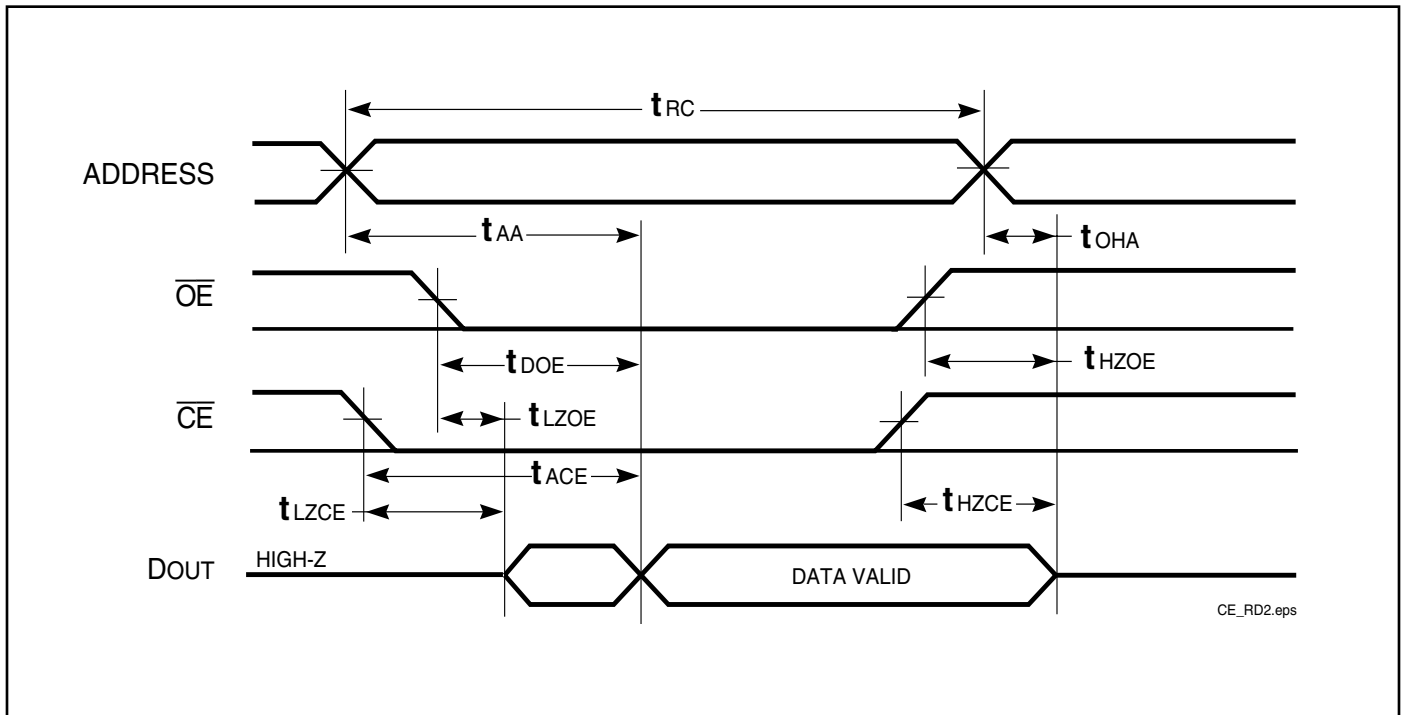 tRC
ADDRESS
tAA
tOHA
OE
tDOE
tHZOE
CE
tLZOE
tACE
tLZCE
tHZCE
DOUT
HIGH-Z
DATA VALID
CE_RD2.eps